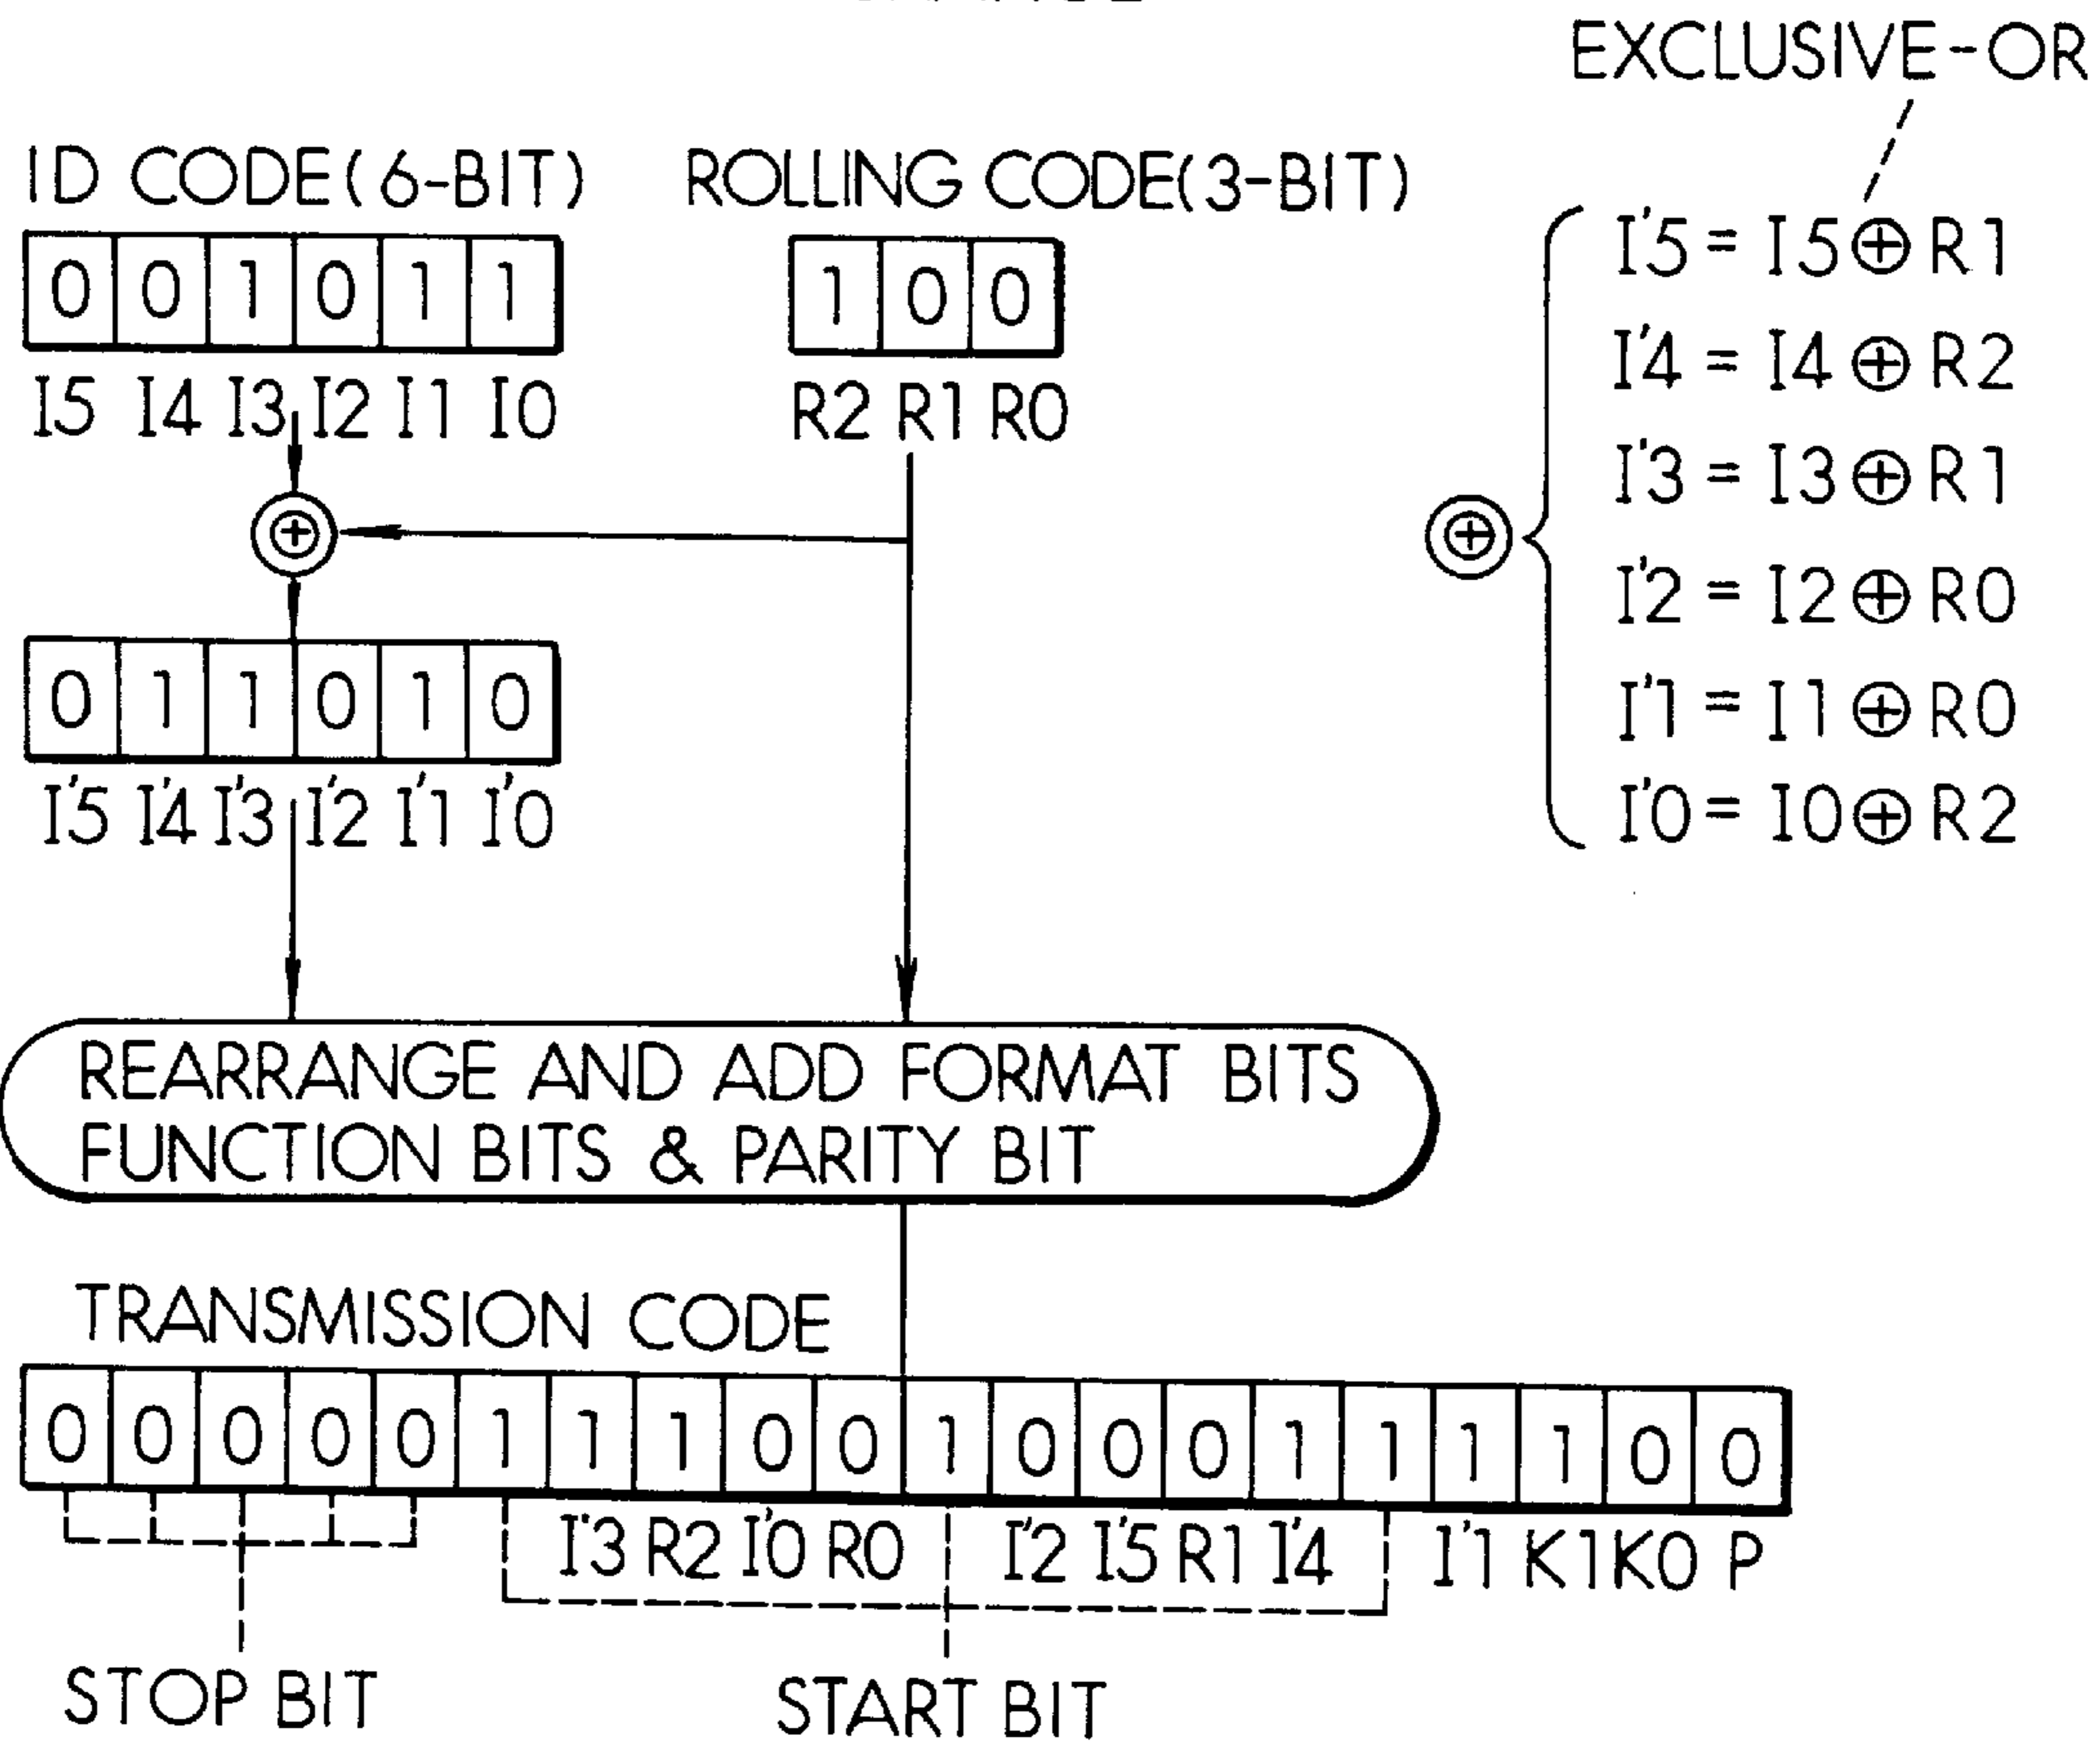 EXCLUSIVE-OR
ID CODE(6-BIT) ROLLING CODE(3-BIT)
0 0 1 0 1 1
1 0 0
I5 I4 I3 I2 I1 I0
R2 R1 R0
I'5 = I5⊕R1
I'4 = I4⊕R2
I'3 = I3⊕R1
I'2 = I2⊕R0
I'1 = I1⊕R0
I'0 = I0⊕R2
0 1 1 0 1 0
I'5 I'4 I'3 I'2 I'1 I'0
REARRANGE AND ADD FORMAT BITS
FUNCTION BITS & PARITY BIT
TRANSMISSION CODE
0 0 0 0 0 1 1 1 0 0 1 0 0 0 1 1 1 1 0 0
I'3 R2 I'0 R0 I'2 I'5 R1 I'4 I'1 K1 K0 P
STOP BIT START BIT